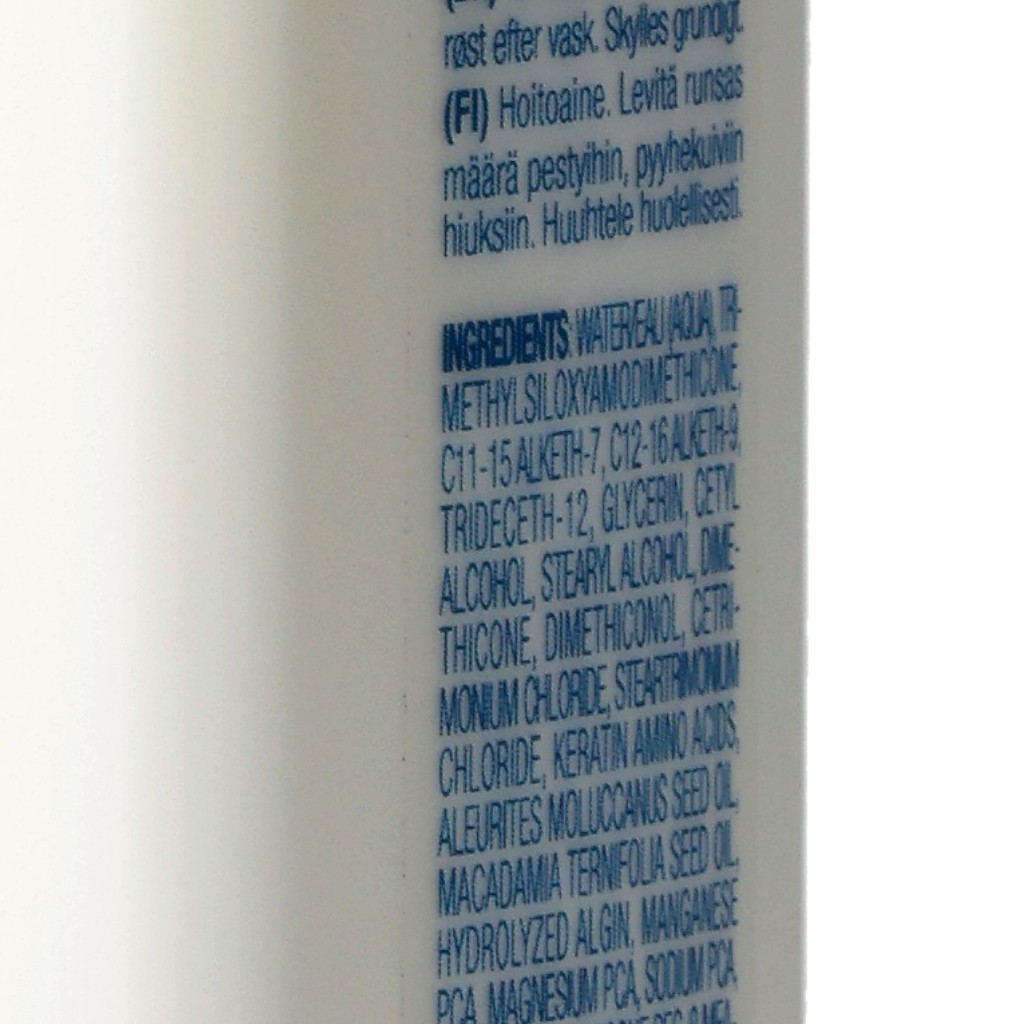 røst efter vask. Skylles grundigt.
(FI) Hoitoaine. Levitä runsas
määrä pestyihin, pyyhekuiviin
hiuksiin. Huuhtele huolellisesti.
INGREDIENTS: WATER/EAU (AQUA), TRI-
METHYLSILOXYAMODIMETHICONE,
C11-15 ALKETH-7, C12-16 ALKETH-9,
TRIDECETH-12, GLYCERIN, CETYL
ALCOHOL, STEARYL ALCOHOL, DIME-
THICONE, DIMETHICONOL, CETRI-
MONIUM CHLORIDE, STEARTRIMONIUM
CHLORIDE, KERATIN AMINO ACIDS,
ALEURITES MOLUCCANUS SEED OIL,
MACADAMIA TERNIFOLIA SEED OIL,
HYDROLYZED ALGIN, MANGANESE
PCA, MAGNESIUM PCA, SODIUM PCA,